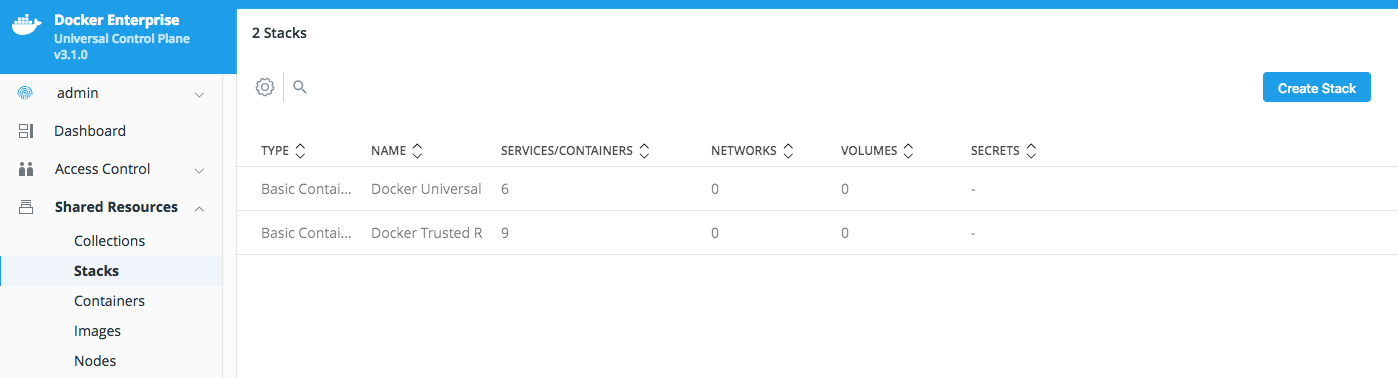 Docker Enterprise
Universal Control Plane
v3.1.0
admin
Dashboard
Access Control
Shared Resources
Collections
Stacks
Containers
Images
Nodes
2 Stacks
Create Stack
TYPE NAME SERVICES/CONTAINERS NETWORKS VOLUMES SECRETS
Basic Contai... Docker Universal 6 0 0 -
Basic Contai... Docker Trusted R 9 0 0 -